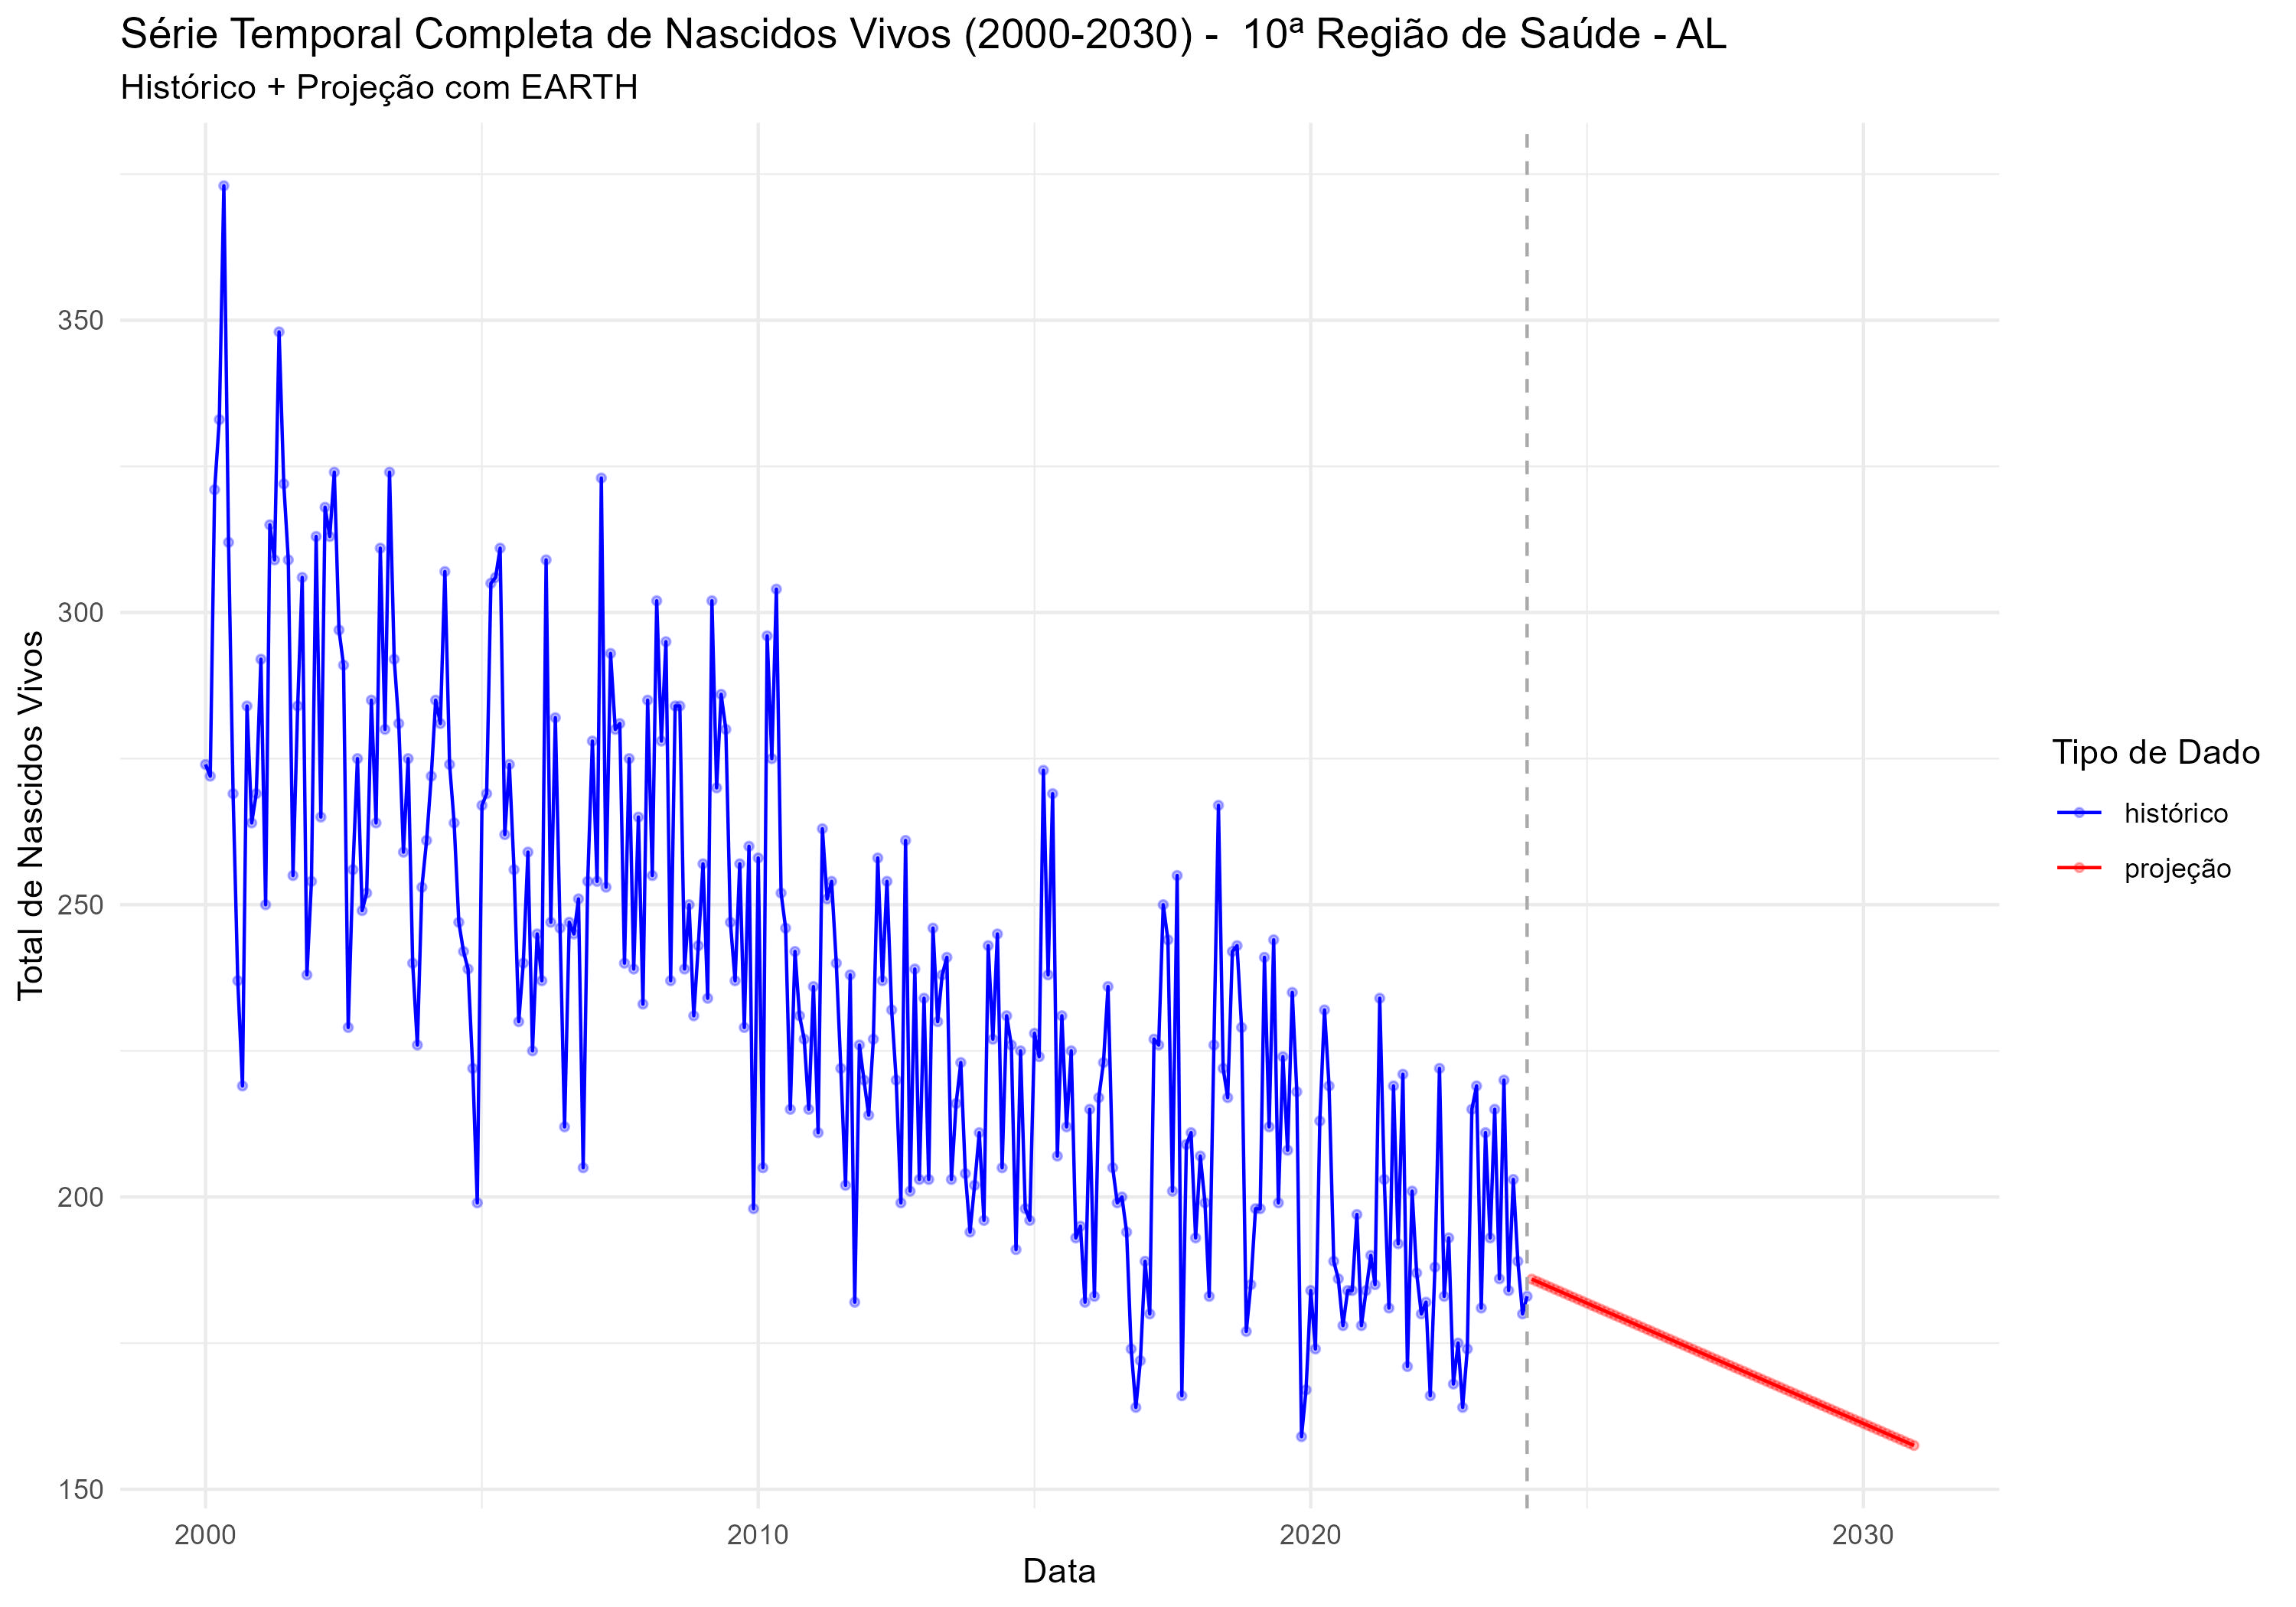 Série Temporal Completa de Nascidos Vivos (2000-2030) -  10ª Região de Saúde - AL
Histórico + Projeção com EARTH
Total de Nascidos Vivos
350
300
250
200
150
2000
2010
2020
2030
Data
Tipo de Dado
histórico
projeção